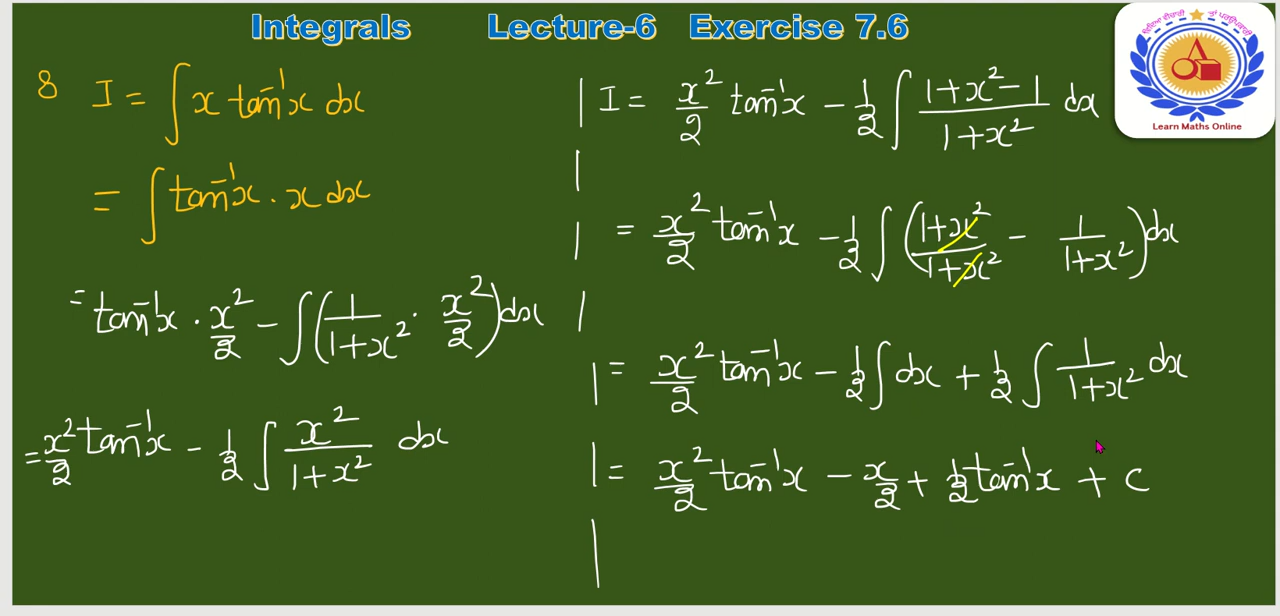 Integrals Lecture-6 Exercise 7.6
ਵਿਦਿਆ ਵੀਚਾਰੀ ਤਾਂ ਪਰਉਪਕਾਰੀ
Learn Maths Online
8 I = ∫ x tan⁻¹x dx
= ∫ tan⁻¹x · x dx
= tan⁻¹x · x²/2 − ∫ (1/(1+x²) · x²/2) dx
= x²/2 tan⁻¹x − 1/2 ∫ x²/(1+x²) dx
I = x²/2 tan⁻¹x − 1/2 ∫ (1+x²−1)/(1+x²) dx
= x²/2 tan⁻¹x − 1/2 ∫ ((1+x²)/(1+x²) − 1/(1+x²)) dx
= x²/2 tan⁻¹x − 1/2 ∫ dx + 1/2 ∫ 1/(1+x²) dx
= x²/2 tan⁻¹x − x/2 + 1/2 tan⁻¹x + c